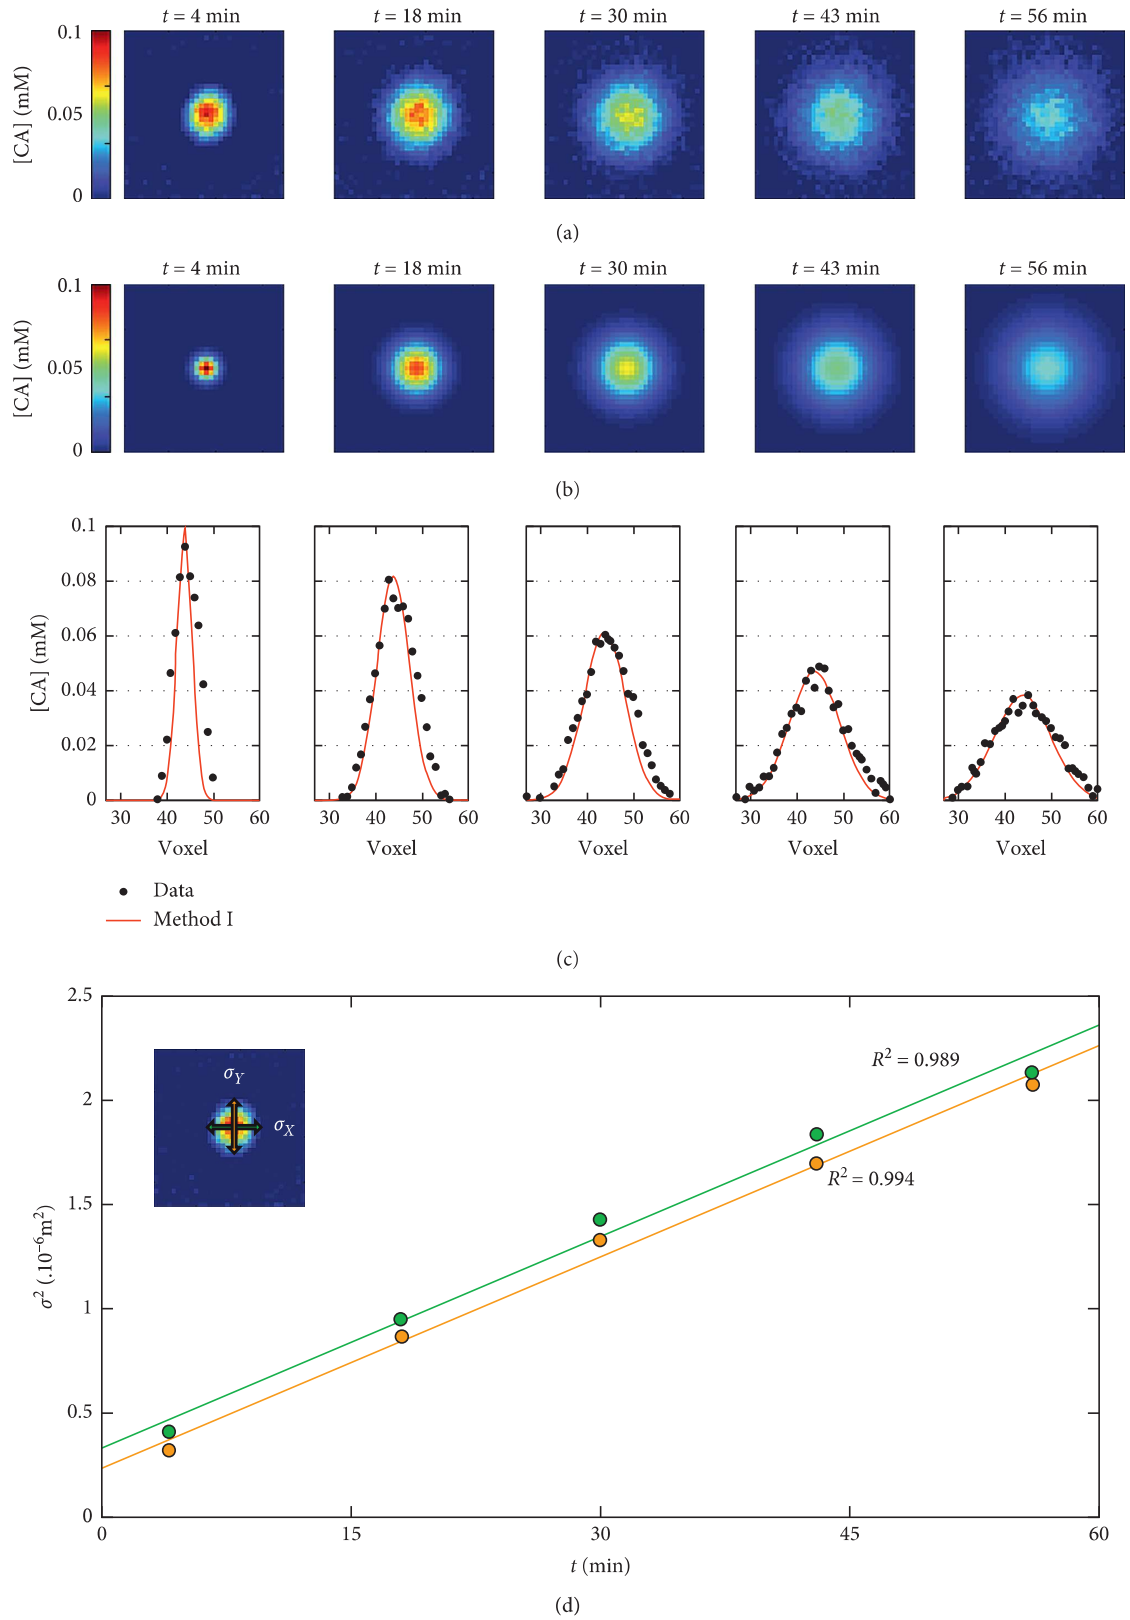 t = 4 min t = 18 min t = 30 min t = 43 min t = 56 min
0.1
0.05
0
[CA] (mM)
(a)
t = 4 min t = 18 min t = 30 min t = 43 min t = 56 min
0.1
0.05
0
[CA] (mM)
(b)
0.1
0.08
0.06
0.04
0.02
0
[CA] (mM)
30 40 50 60 30 40 50 60 30 40 50 60 30 40 50 60 30 40 50 60
Voxel Voxel Voxel Voxel Voxel
Data
Method I
(c)
2.5
2
1.5
1
0.5
0
σ² (.10⁻⁶m²)
σY
σX
R² = 0.989
R² = 0.994
0 15 30 45 60
t (min)
(d)